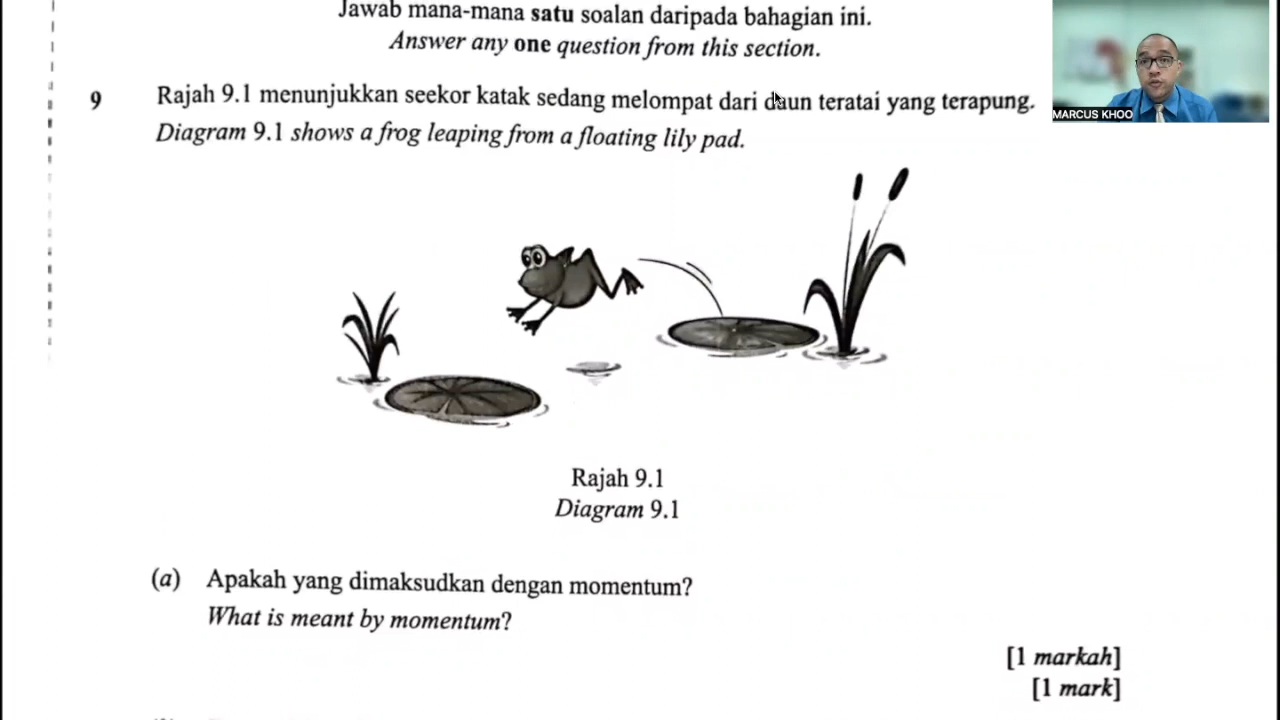 Jawab mana-mana satu soalan daripada bahagian ini.
Answer any one question from this section.
9 Rajah 9.1 menunjukkan seekor katak sedang melompat dari daun teratai yang terapung.
Diagram 9.1 shows a frog leaping from a floating lily pad.
MARCUS KHOO
Rajah 9.1
Diagram 9.1
(a) Apakah yang dimaksudkan dengan momentum?
What is meant by momentum?
[1 markah]
[1 mark]